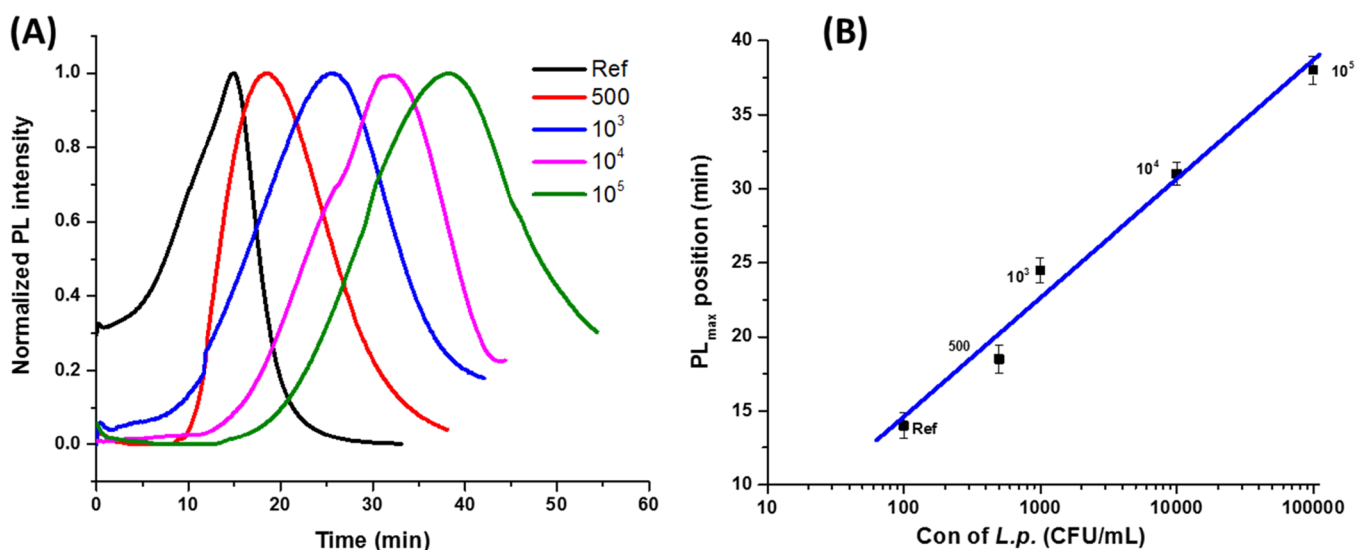 (A)
Normalized PL intensity
1.0
0.8
0.6
0.4
0.2
0.0
Ref
500
10³
10⁴
10⁵
0 10 20 30 40 50 60
Time (min)
(B)
PLmax position (min)
40
35
30
25
20
15
10
10⁵
10⁴
10³
500
Ref
10 100 1000 10000 100000
Con of L.p. (CFU/mL)